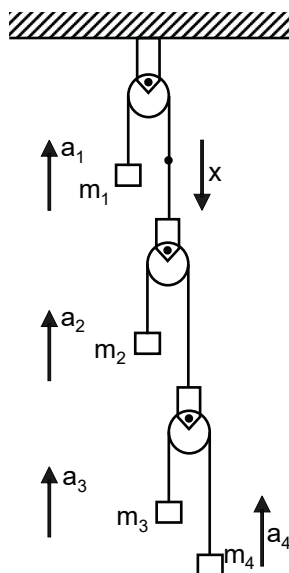 a₁
m₁
x
a₂
m₂
a₃
m₃
m₄
a₄